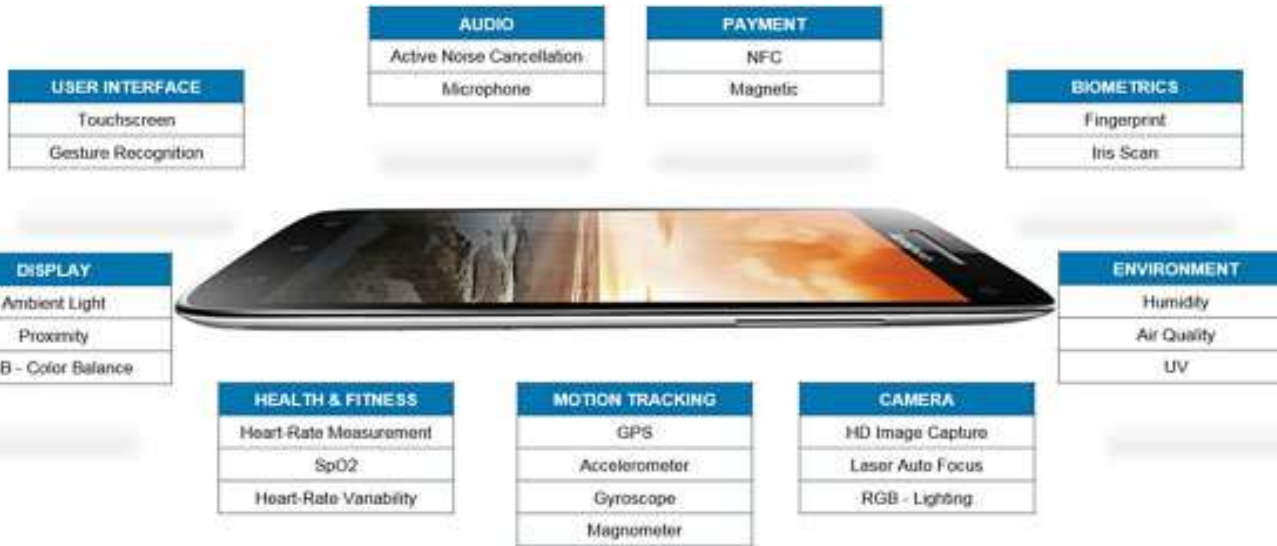 AUDIO
Active Noise Cancellation
Microphone
PAYMENT
NFC
Magnetic
USER INTERFACE
Touchscreen
Gesture Recognition
BIOMETRICS
Fingerprint
Iris Scan
DISPLAY
Ambient Light
Proximity
B - Color Balance
ENVIRONMENT
Humidity
Air Quality
UV
HEALTH & FITNESS
Heart-Rate Measurement
SpO2
Heart-Rate Variability
MOTION TRACKING
GPS
Accelerometer
Gyroscope
Magnometer
CAMERA
HD Image Capture
Laser Auto Focus
RGB - Lighting